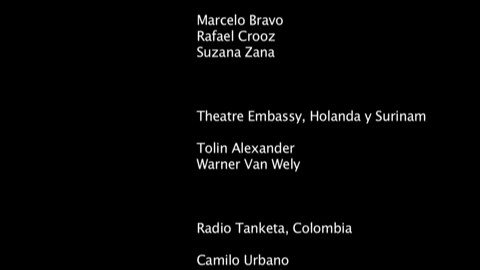 Marcelo Bravo
Rafael Crooz
Suzana Zana
Theatre Embassy, Holanda y Surinam
Tolin Alexander
Warner Van Wely
Radio Tanketa, Colombia
Camilo Urbano